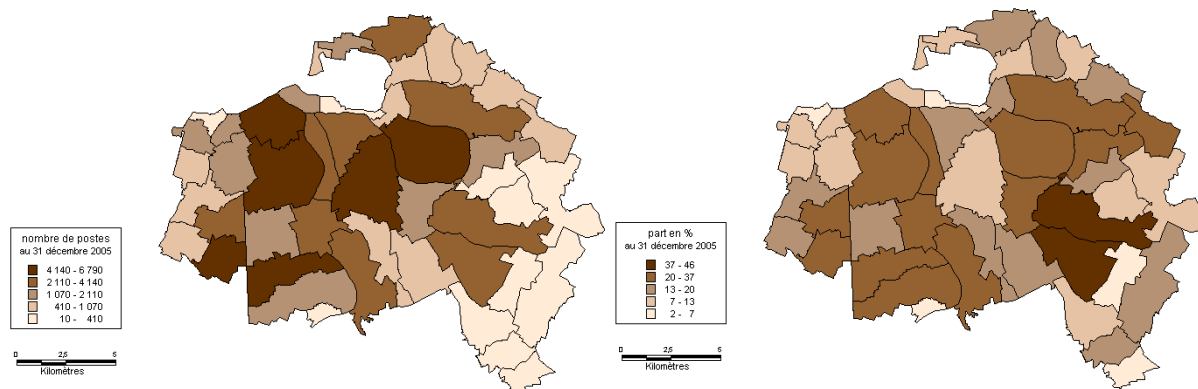 nombre de postes
au 31 décembre 2005
4 140 - 6 790
2 110 - 4 140
1 070 - 2 110
410 - 1 070
10 - 410
0 2,5 5
Kilomètres
part en %
au 31 décembre 2005
37 - 46
20 - 37
13 - 20
7 - 13
2 - 7
0 2,5 5
Kilomètres